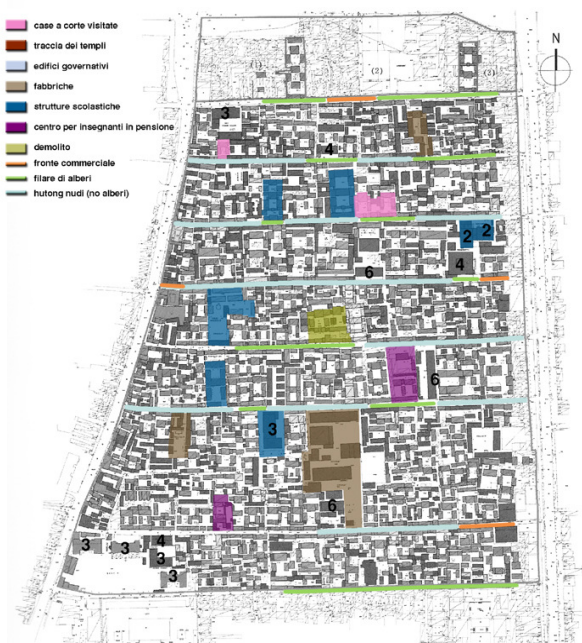 case a corte visitate
traccia dei templi
edifici governativi
fabbriche
strutture scolastiche
centro per insegnanti in pensione
demolito
fronte commerciale
filare di alberi
hutong nudi (no alberi)
N
(1)
(2)
(3)
3
4
2
2
4
6
6
3
6
3
3
4
3
3